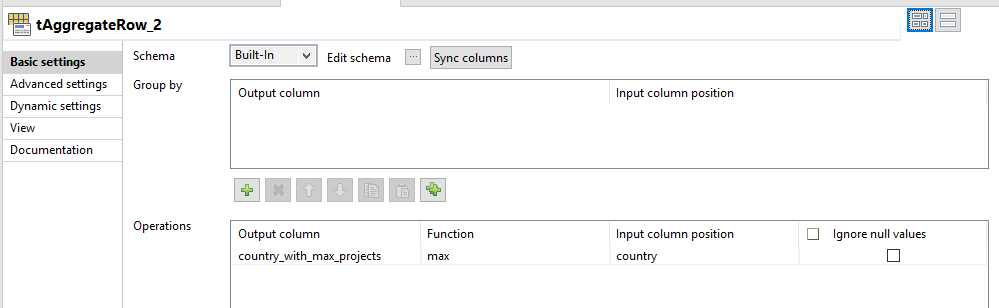 tAggregateRow_2
Basic settings
Advanced settings
Dynamic settings
View
Documentation
Schema Built-In Edit schema ... Sync columns
Group by
Output column Input column position
Operations
Output column Function Input column position Ignore null values
country_with_max_projects max country